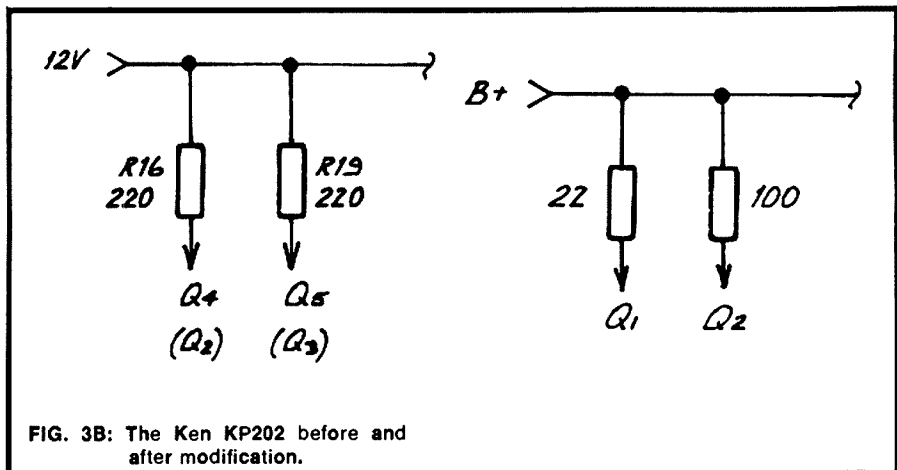 12V
R16
220
R19
220
Q4
(Q2)
Q5
(Q3)
B+
22
100
Q1
Q2
FIG. 3B: The Ken KP202 before and
after modification.